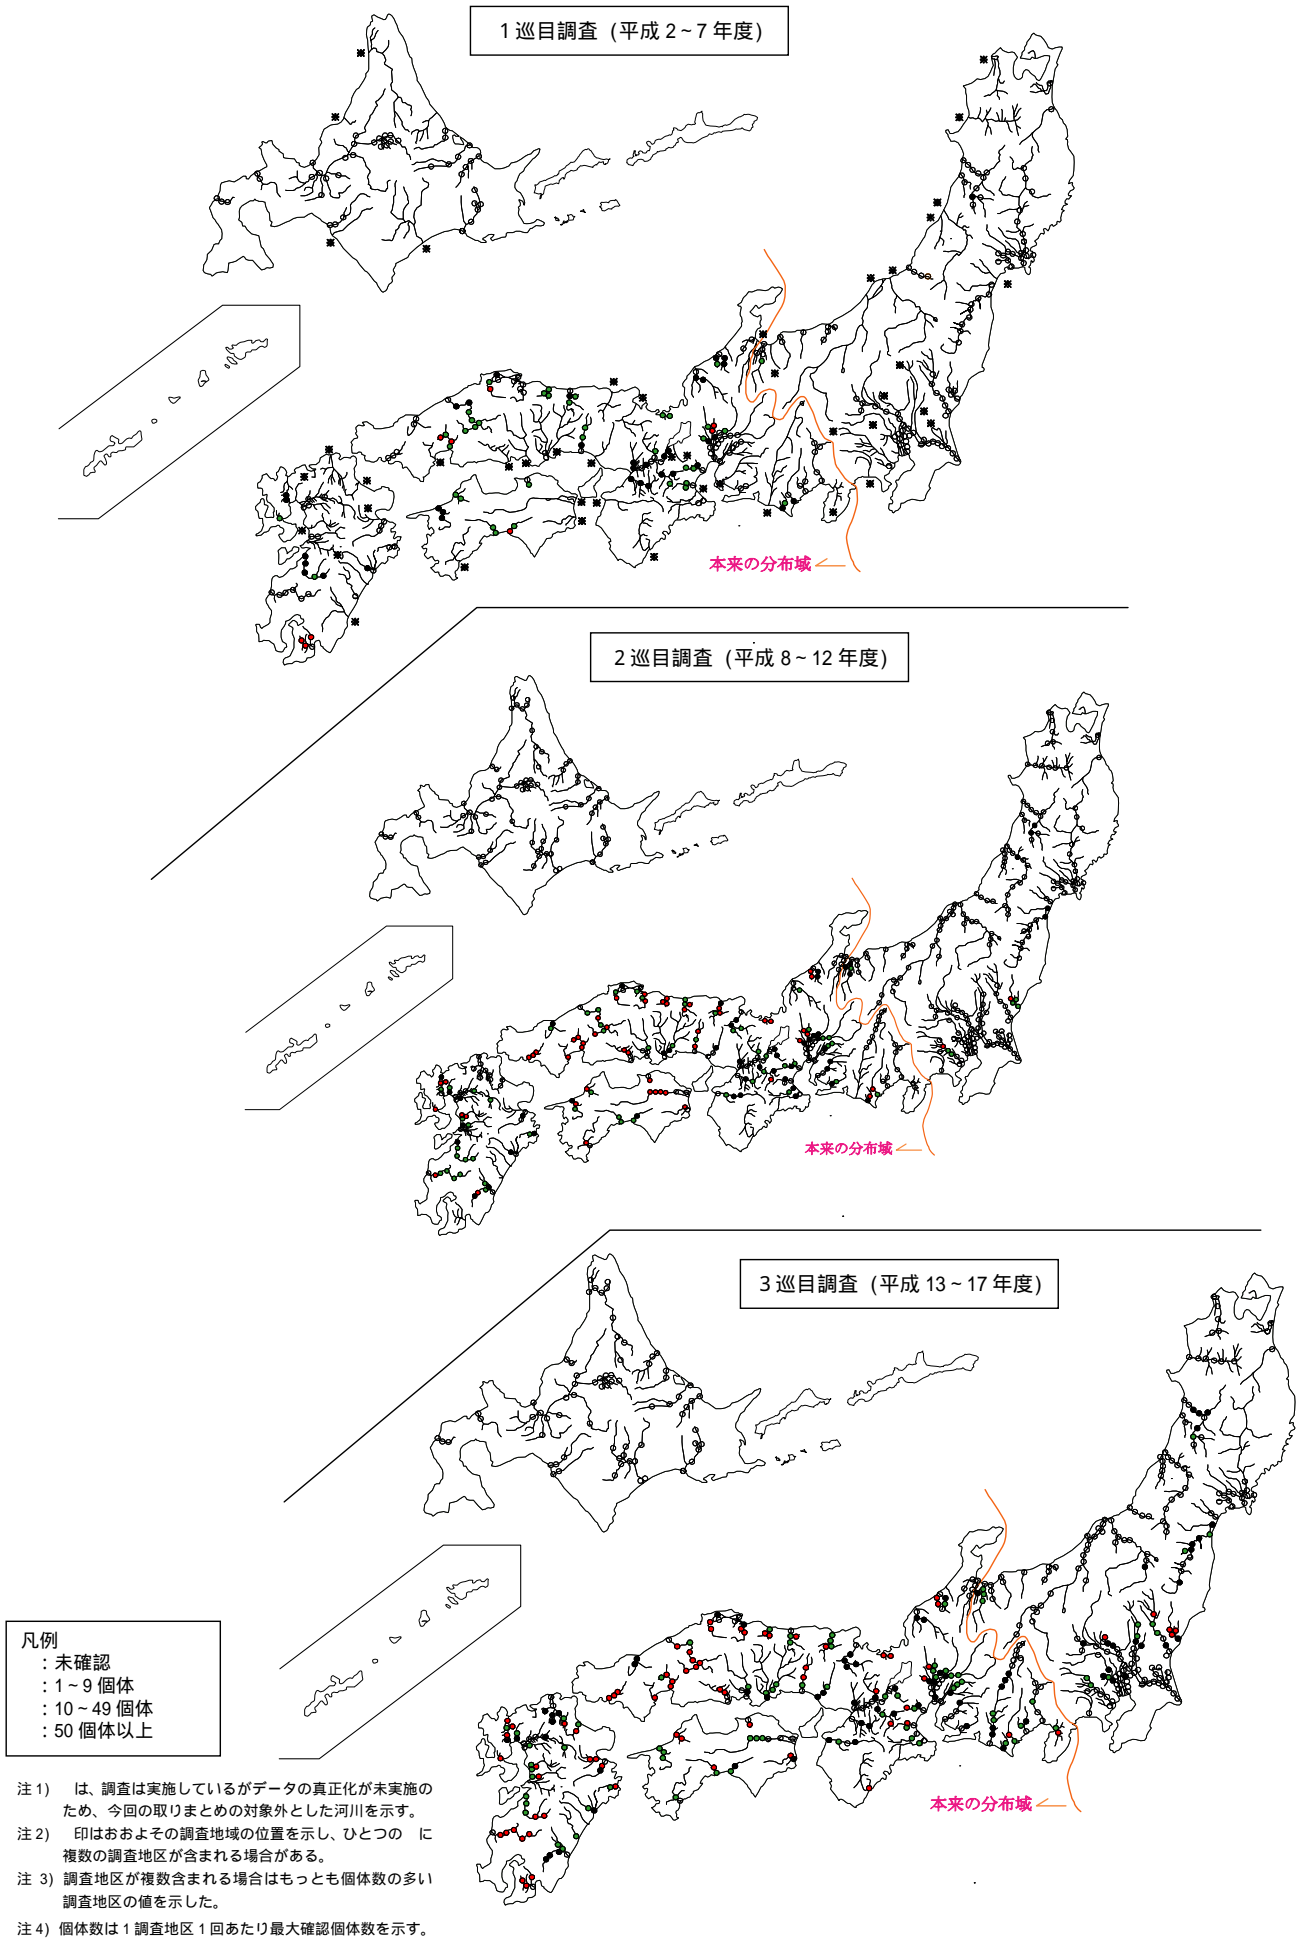 1巡目調査 (平成 2~7 年度)
本来の分布域
2巡目調査 (平成 8~12 年度)
本来の分布域
3巡目調査 (平成 13~17 年度)
本来の分布域
凡例
：未確認
：1~9 個体
：10~49 個体
：50 個体以上
注 1)　は、調査は実施しているがデータの真正化が未実施の
ため、今回の取りまとめの対象外とした河川を示す。
注 2)　印はおおよその調査地域の位置を示し、ひとつの　に
複数の調査地区が含まれる場合がある。
注 3) 調査地区が複数含まれる場合はもっとも個体数の多い
調査地区の値を示した。
注 4) 個体数は 1 調査地区 1 回あたり最大確認個体数を示す。